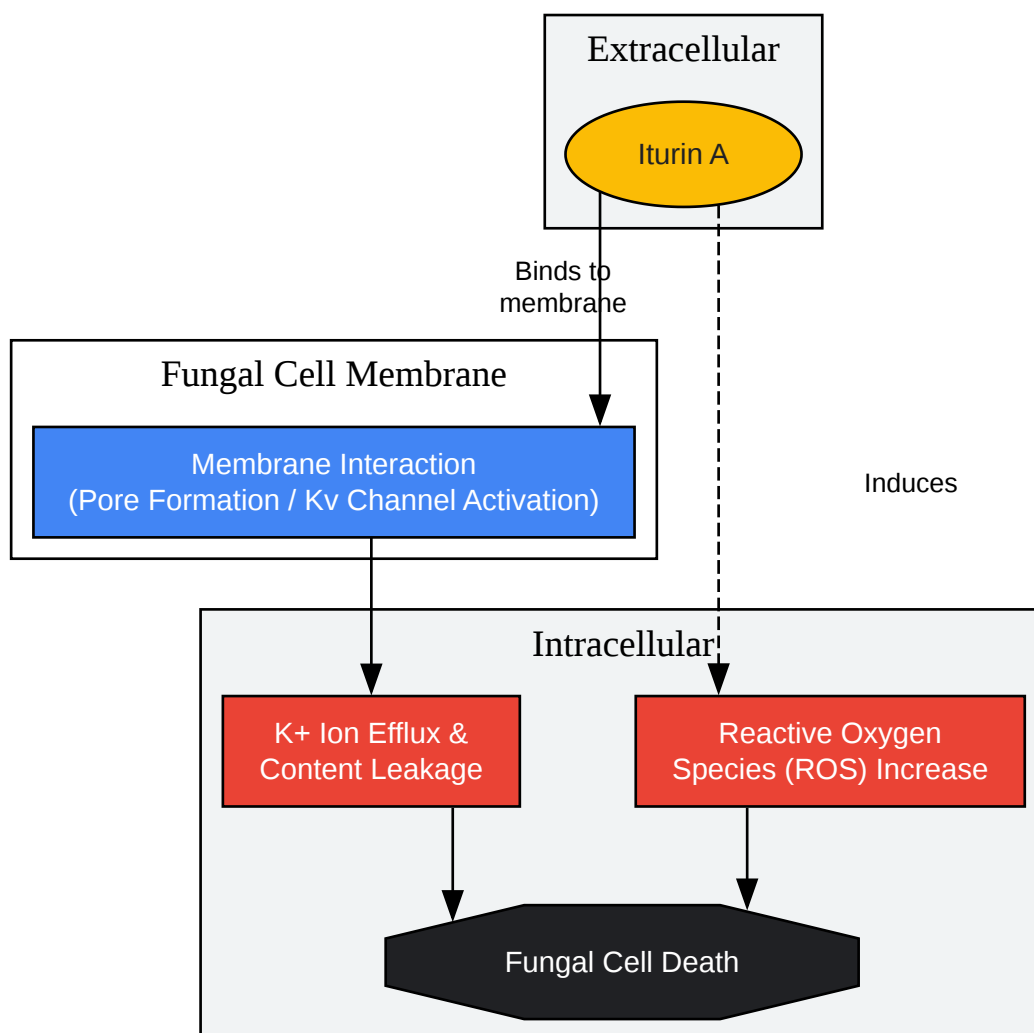 Extracellular
Iturin A
Binds to
membrane
Fungal Cell Membrane
Membrane Interaction
(Pore Formation / Kv Channel Activation)
Induces
Intracellular
K+ Ion Efflux &
Content Leakage
Reactive Oxygen
Species (ROS) Increase
Fungal Cell Death